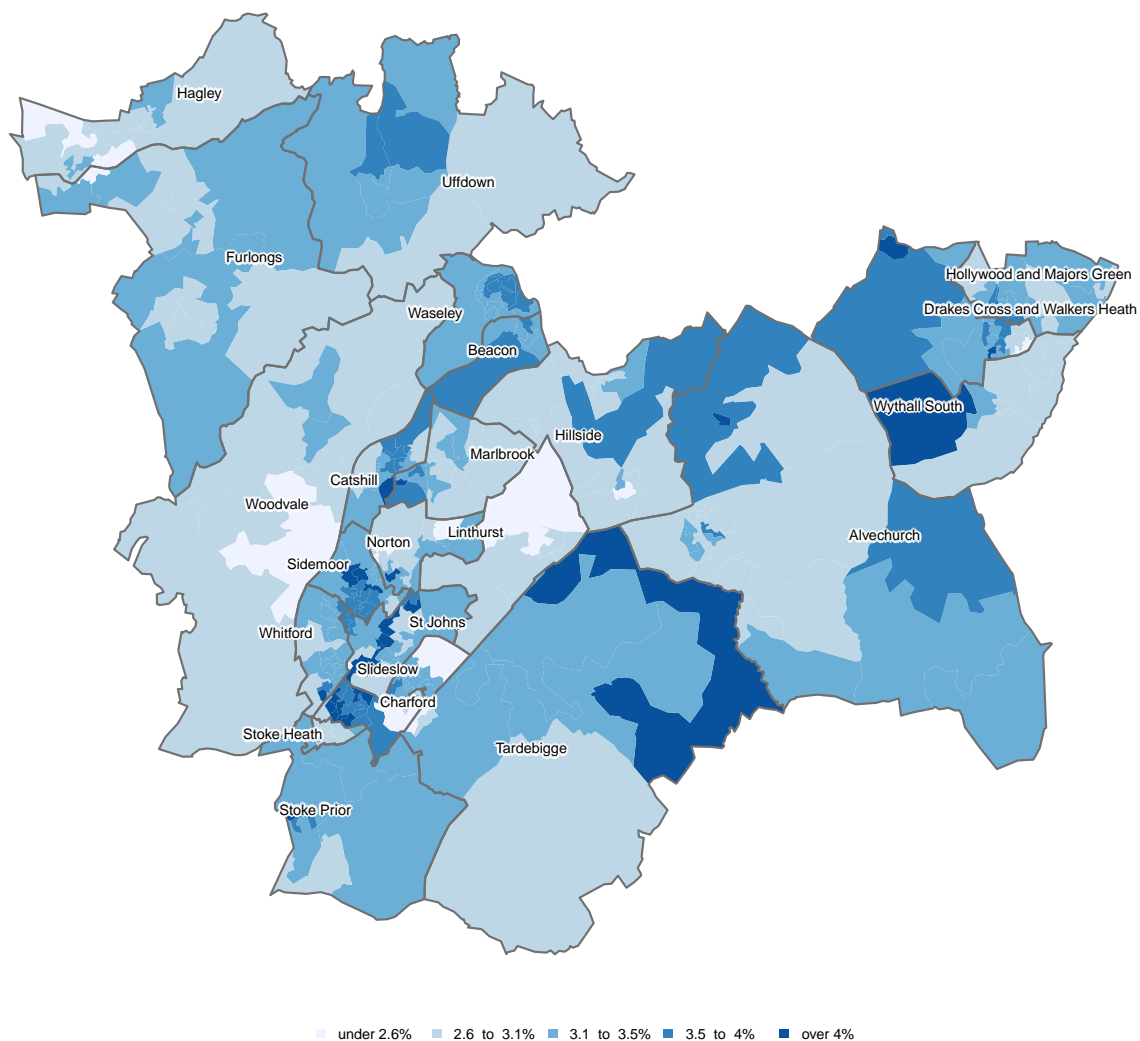 Hagley
Uffdown
Furlongs
Hollywood and Majors Green
Waseley
Drakes Cross and Walkers Heath
Beacon
Wythall South
Hillside
Marlbrook
Catshill
Woodvale
Linthurst
Alvechurch
Norton
Sidemoor
St Johns
Whitford
Slideslow
Charford
Stoke Heath
Tardebigge
Stoke Prior
under 2.6% 2.6 to 3.1% 3.1 to 3.5% 3.5 to 4% over 4%